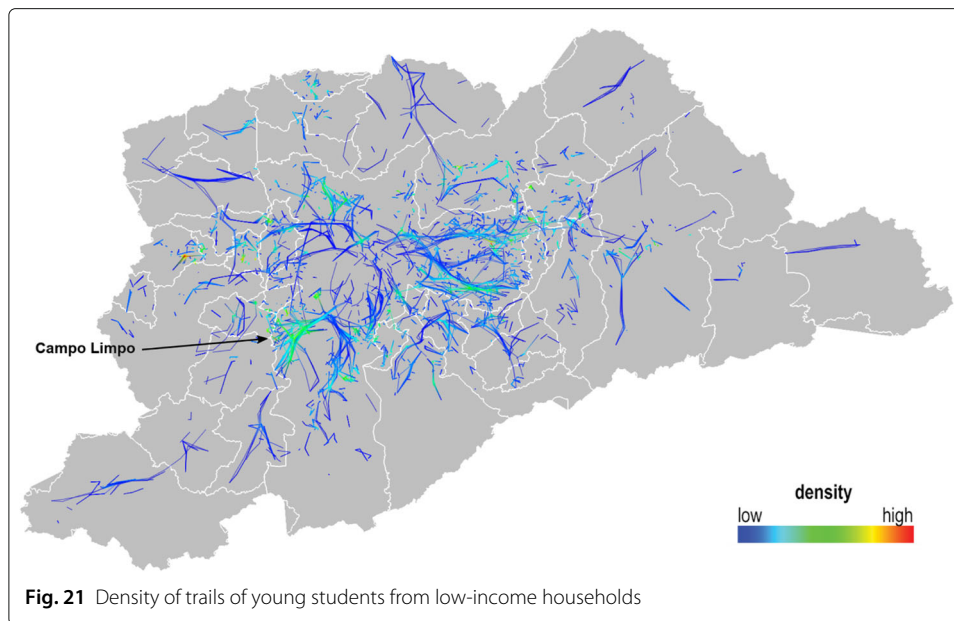 Campo Limpo
density
low high
Fig. 21 Density of trails of young students from low-income households